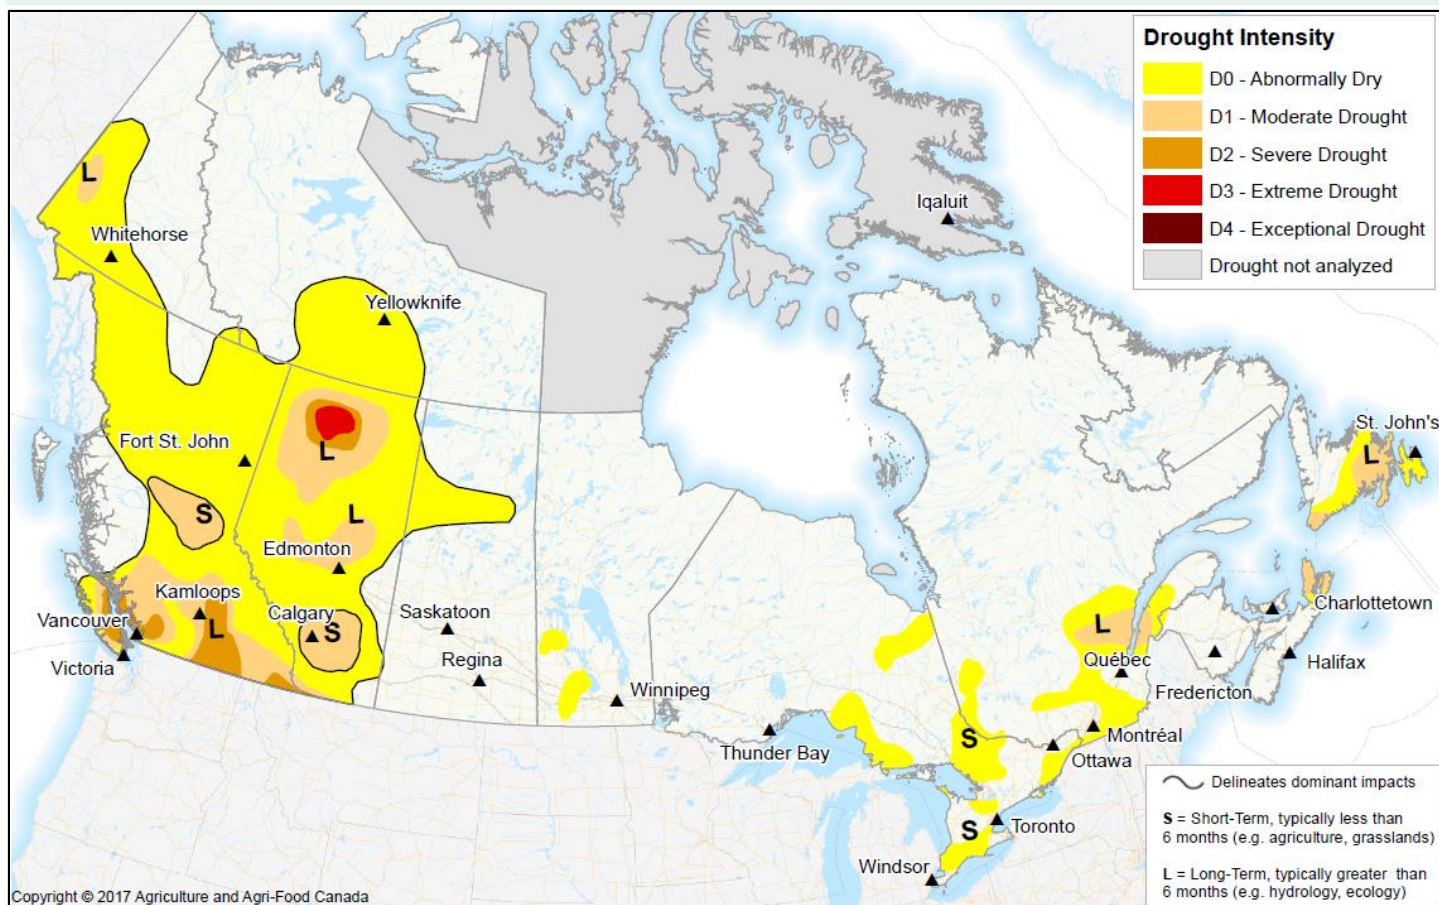 Drought Intensity
D0 - Abnormally Dry
D1 - Moderate Drought
D2 - Severe Drought
D3 - Extreme Drought
D4 - Exceptional Drought
Drought not analyzed
L
Iqaluit
Whitehorse
Yellowknife
St. John's
Fort St. John
L
L
S
L
Edmonton
Kamloops
Calgary
Saskatoon
Charlottetown
Vancouver
L
S
L
Victoria
Regina
Québec
Halifax
Winnipeg
Fredericton
Thunder Bay
S
Montréal
Ottawa
S
Toronto
Windsor
Delineates dominant impacts
S = Short-Term, typically less than
6 months (e.g. agriculture, grasslands)
L = Long-Term, typically greater than
6 months (e.g. hydrology, ecology)
Copyright © 2017 Agriculture and Agri-Food Canada